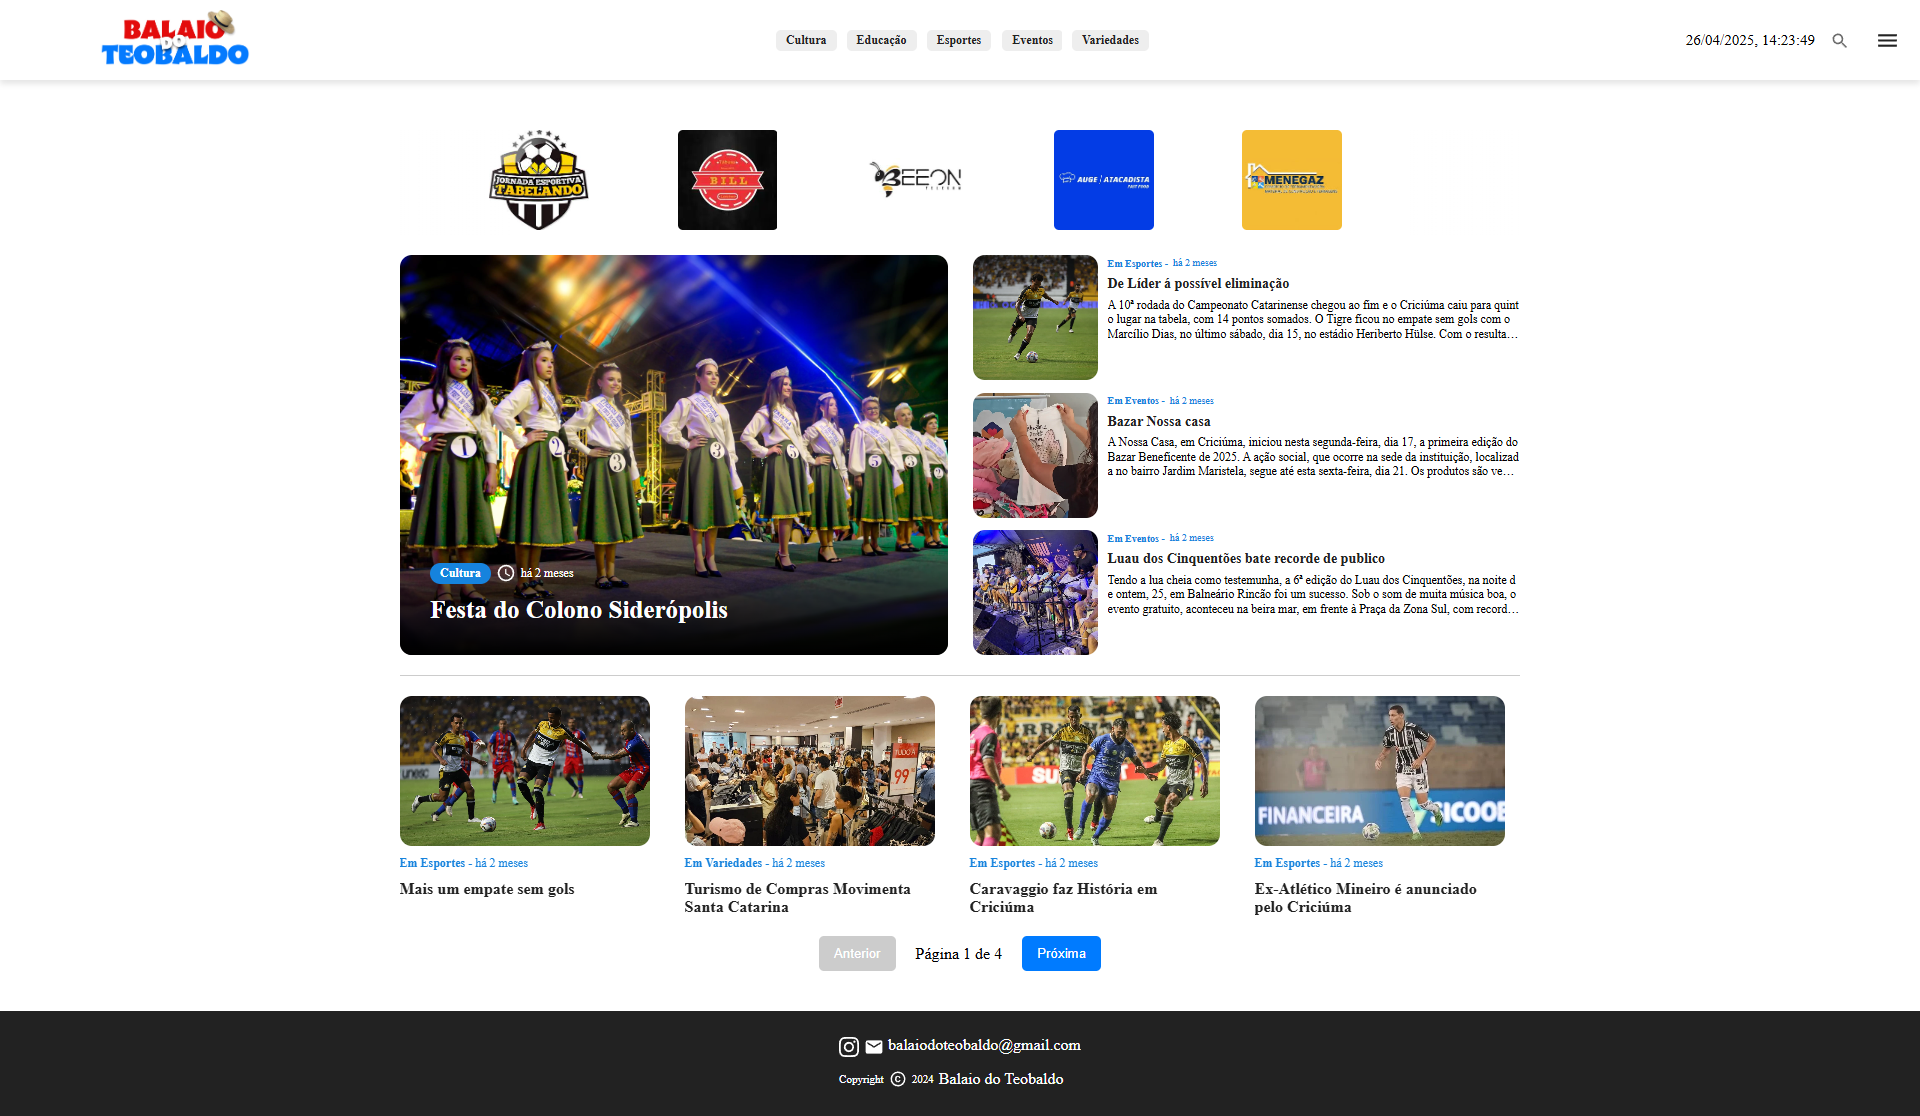 BALAIO
DO
TEOBALDO
Cultura
Educação
Esportes
Eventos
Variedades
26/04/2025, 14:23:49
JORNADA ESPORTIVA
TABELANDO
BILL
BEEON
AUGE | ATACADISTA
MENEGAZ
Cultura
há 2 meses
Festa do Colono Siderópolis
Em Esportes - há 2 meses
De Líder á possível eliminação
A 10ª rodada do Campeonato Catarinense chegou ao fim e o Criciúma caiu para quint
o lugar na tabela, com 14 pontos somados. O Tigre ficou no empate sem gols com o
Marcílio Dias, no último sábado, dia 15, no estádio Heriberto Hülse. Com o resulta…
Em Eventos - há 2 meses
Bazar Nossa casa
A Nossa Casa, em Criciúma, iniciou nesta segunda-feira, dia 17, a primeira edição do
Bazar Beneficente de 2025. A ação social, que ocorre na sede da instituição, localizad
a no bairro Jardim Maristela, segue até esta sexta-feira, dia 21. Os produtos são ve…
Em Eventos - há 2 meses
Luau dos Cinquentões bate recorde de publico
Tendo a lua cheia como testemunha, a 6ª edição do Luau dos Cinquentões, na noite d
e ontem, 25, em Balneário Rincão foi um sucesso. Sob o som de muita música boa, o
evento gratuito, aconteceu na beira mar, em frente à Praça da Zona Sul, com record…
unesc
TUDO A
99
FINANCEIRA
SICOOB
Em Esportes - há 2 meses
Mais um empate sem gols
Em Variedades - há 2 meses
Turismo de Compras Movimenta
Santa Catarina
Em Esportes - há 2 meses
Caravaggio faz História em
Criciúma
Em Esportes - há 2 meses
Ex-Atlético Mineiro é anunciado
pelo Criciúma
Anterior
Página 1 de 4
Próxima
balaiodoteobaldo@gmail.com
Copyright © 2024 Balaio do Teobaldo